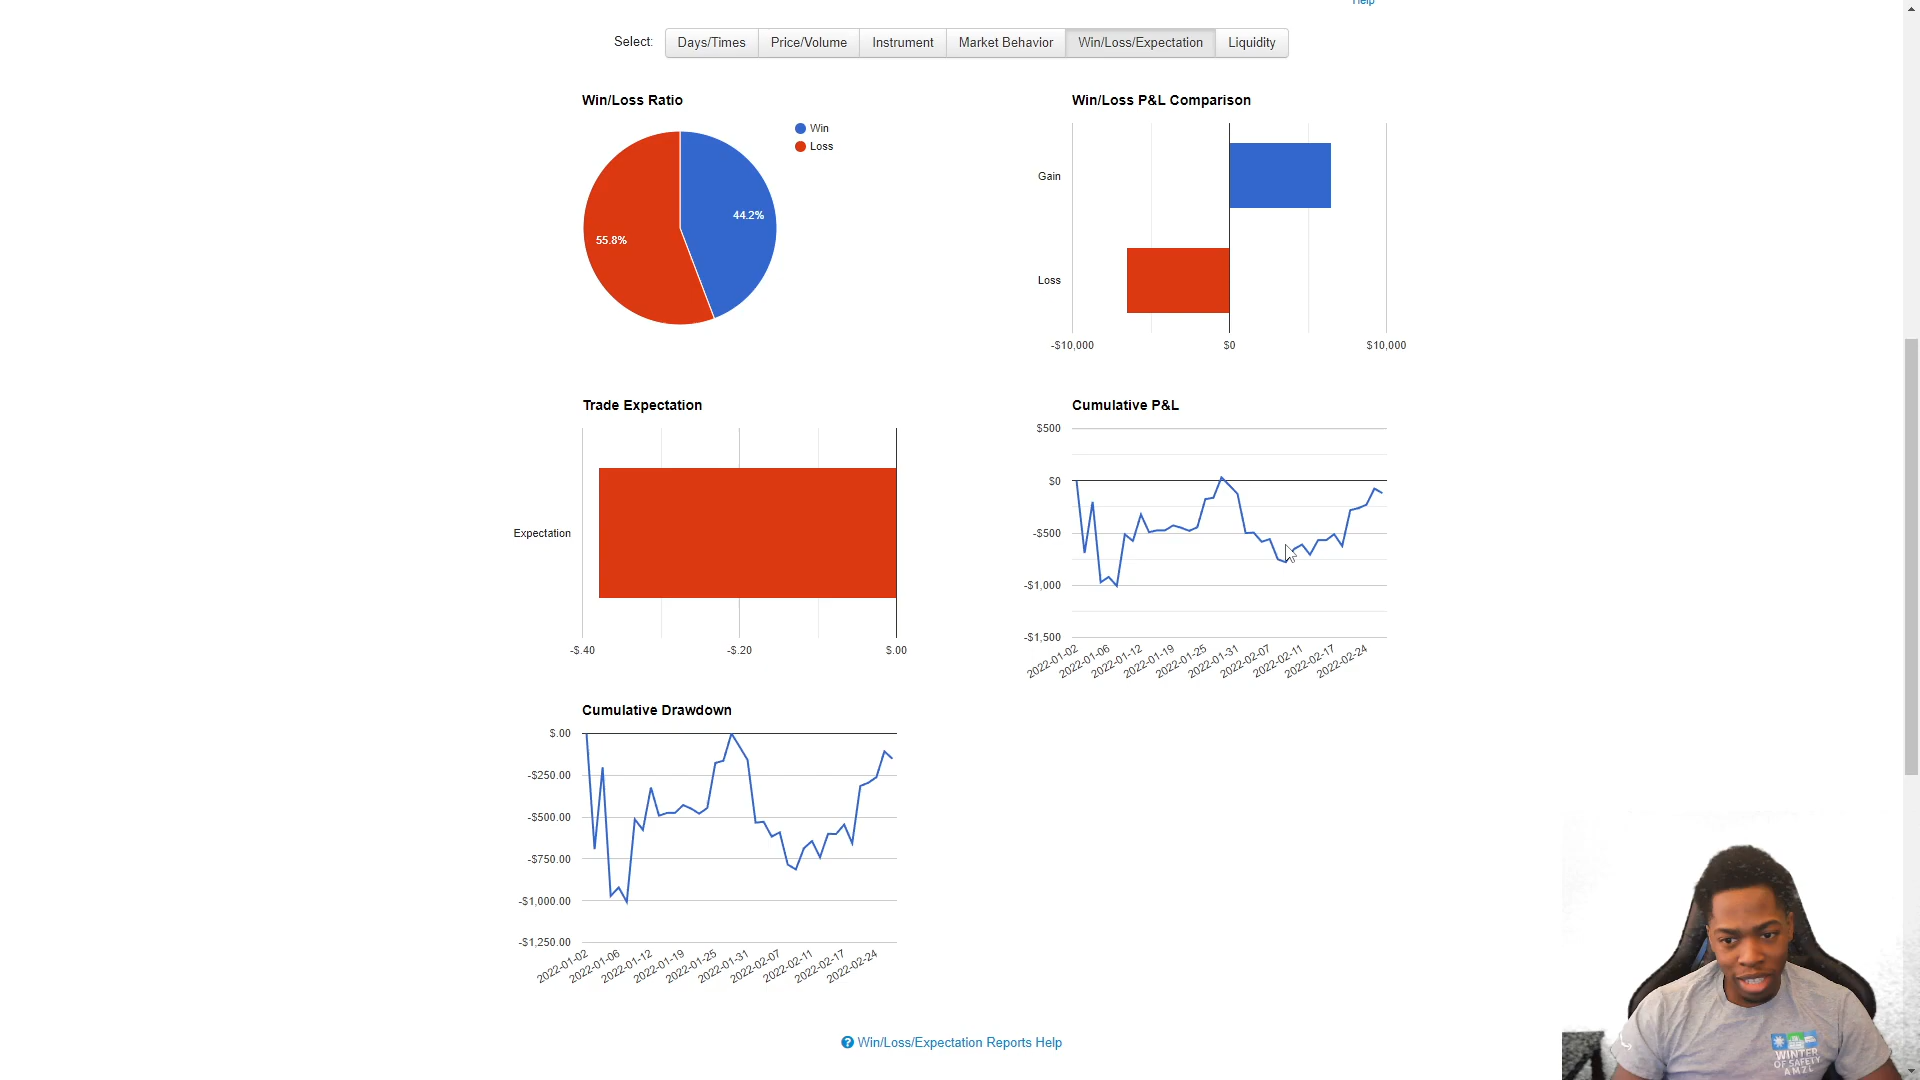 Help
Select:
Days/Times
Price/Volume
Instrument
Market Behavior
Win/Loss/Expectation
Liquidity
Win/Loss Ratio
Win
Loss
44.2%
55.8%
Win/Loss P&L Comparison
Gain
Loss
-$10,000
$0
$10,000
Trade Expectation
Expectation
-$.40
-$.20
$.00
Cumulative P&L
$500
$0
-$500
-$1,000
-$1,500
2022-01-02
2022-01-06
2022-01-12
2022-01-19
2022-01-25
2022-01-31
2022-02-07
2022-02-11
2022-02-17
2022-02-24
Cumulative Drawdown
$.00
-$250.00
-$500.00
-$750.00
-$1,000.00
-$1,250.00
2022-01-02
2022-01-06
2022-01-12
2022-01-19
2022-01-25
2022-01-31
2022-02-07
2022-02-11
2022-02-17
2022-02-24
Win/Loss/Expectation Reports Help
WINTER
OF SAFETY
AMZL